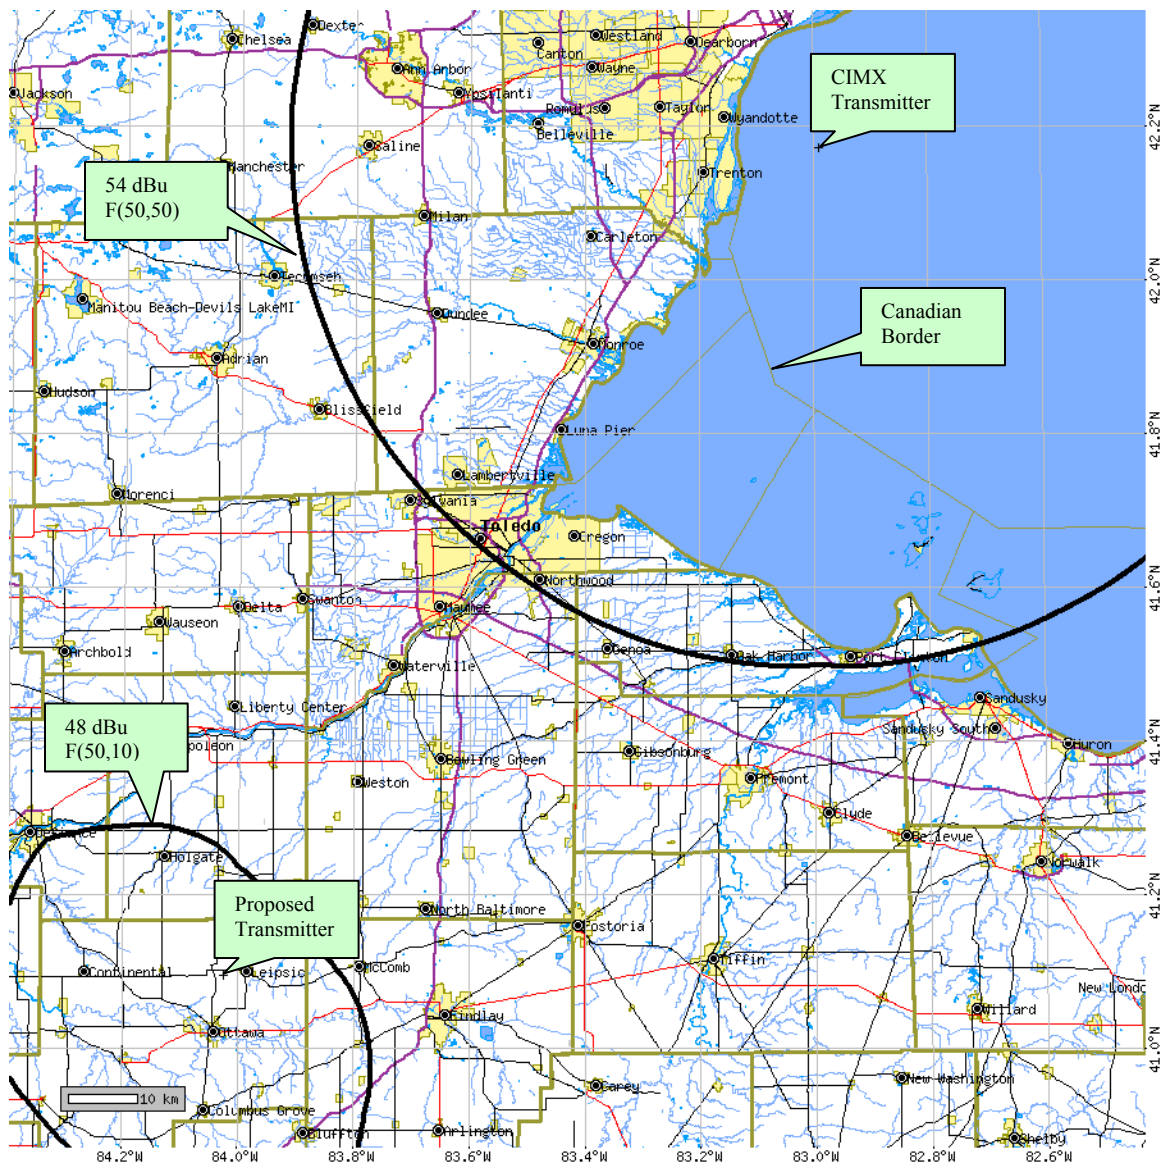 Dexter
Chelsea
Westland
Dearborn
Canton
Wayne
Ann Arbor
Ypsilanti
Jackson
CIMX
Transmitter
Romulus
Taylor
Wyandotte
Belleville
42.2°N
Saline
Manchester
Trenton
54 dBu
F(50,50)
Milan
Carleton
Tecumseh
42.0°N
Manitou Beach-Devils LakeMI
Dundee
Canadian
Border
Monroe
Adrian
Hudson
Blissfield
Luna Pier
41.8°N
Lambertville
Morenci
Sylvania
Toledo
Oregon
Northwood
41.6°N
Swanton
Delta
Maumee
Wauseon
Archbold
Genoa
Oak Harbor
Port Clinton
Waterville
Liberty Center
Sandusky
Sandusky South
48 dBu
F(50,10)
poleon
Huron
41.4°N
Gibsonburg
Bowling Green
Weston
Fremont
Clyde
Defiance
Bellevue
Holgate
Norwalk
41.2°N
Proposed
Transmitter
North Baltimore
Fostoria
Continental
Leipsic
McComb
Tiffin
New Londo
Willard
Findlay
Ottawa
41.0°N
New Washington
Carey
10 km
Columbus Grove
Bluffton
Arlington
Shelby
84.2°W
84.0°W
83.8°W
83.6°W
83.4°W
83.2°W
83.0°W
82.8°W
82.6°W